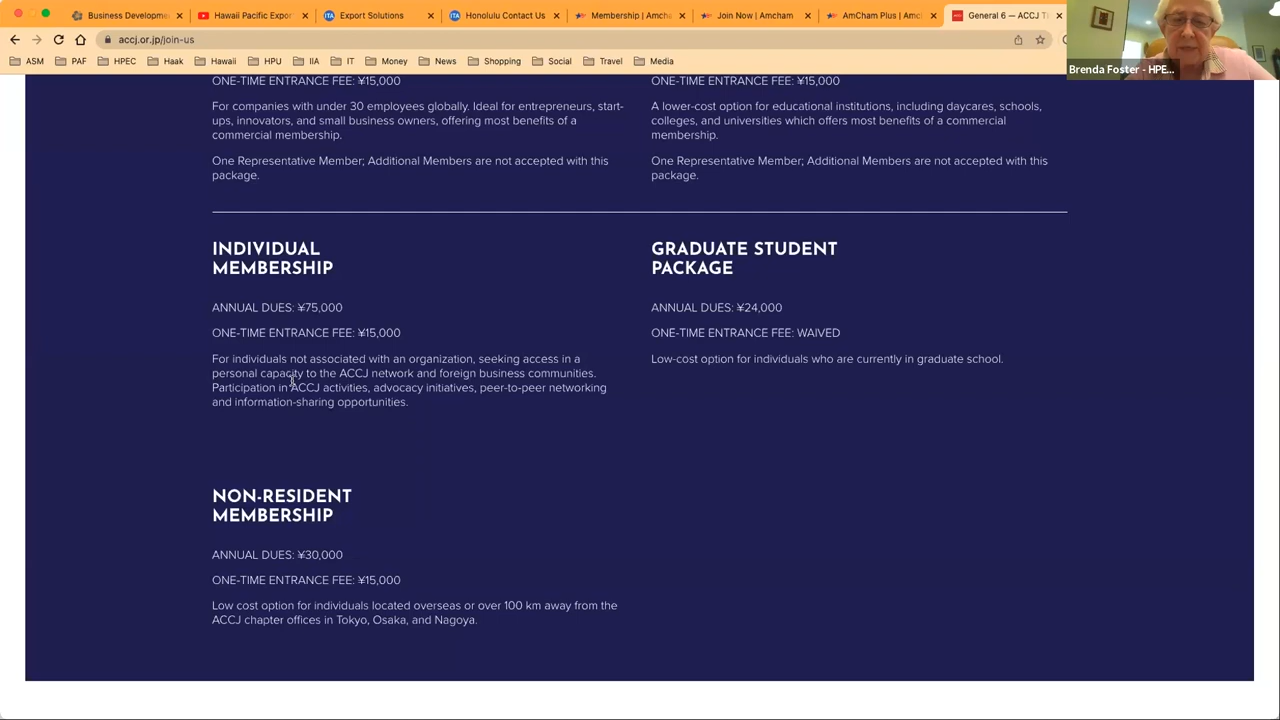 Business Developme
Hawaii Pacific Expor
Export Solutions
Honolulu Contact Us
Membership | Amcha
Join Now | Amcham
AmCham Plus | Amc
General 6 — ACCJ T
accj.or.jp/join-us
ASM
PAF
HPEC
Haak
Hawaii
HPU
IIA
IT
Money
News
Shopping
Social
Travel
Media
Brenda Foster - HPE...
ONE-TIME ENTRANCE FEE: ¥15,000
For companies with under 30 employees globally. Ideal for entrepreneurs, start-
ups, innovators, and small business owners, offering most benefits of a
commercial membership.
One Representative Member; Additional Members are not accepted with this
package.
ONE-TIME ENTRANCE FEE: ¥15,000
A lower-cost option for educational institutions, including daycares, schools,
colleges, and universities which offers most benefits of a commercial
membership.
One Representative Member; Additional Members are not accepted with this
package.
INDIVIDUAL
MEMBERSHIP
ANNUAL DUES: ¥75,000
ONE-TIME ENTRANCE FEE: ¥15,000
For individuals not associated with an organization, seeking access in a
personal capacity to the ACCJ network and foreign business communities.
Participation in ACCJ activities, advocacy initiatives, peer-to-peer networking
and information-sharing opportunities.
GRADUATE STUDENT
PACKAGE
ANNUAL DUES: ¥24,000
ONE-TIME ENTRANCE FEE: WAIVED
Low-cost option for individuals who are currently in graduate school.
NON-RESIDENT
MEMBERSHIP
ANNUAL DUES: ¥30,000
ONE-TIME ENTRANCE FEE: ¥15,000
Low cost option for individuals located overseas or over 100 km away from the
ACCJ chapter offices in Tokyo, Osaka, and Nagoya.